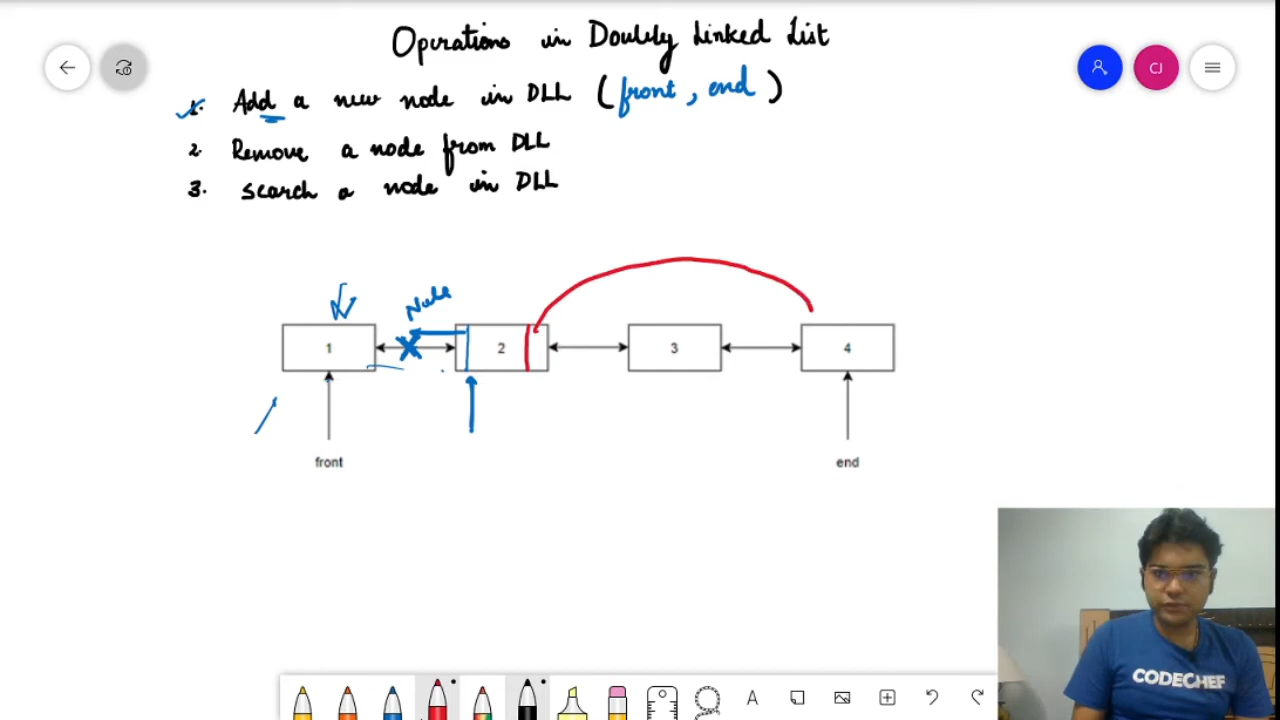 Operations in Doubly Linked List
1. Add a new node in DLL (front, end)
2. Remove a node from DLL
3. Search a node in DLL
CJ
Null
1 2 3 4
front end
CODECHEF
A